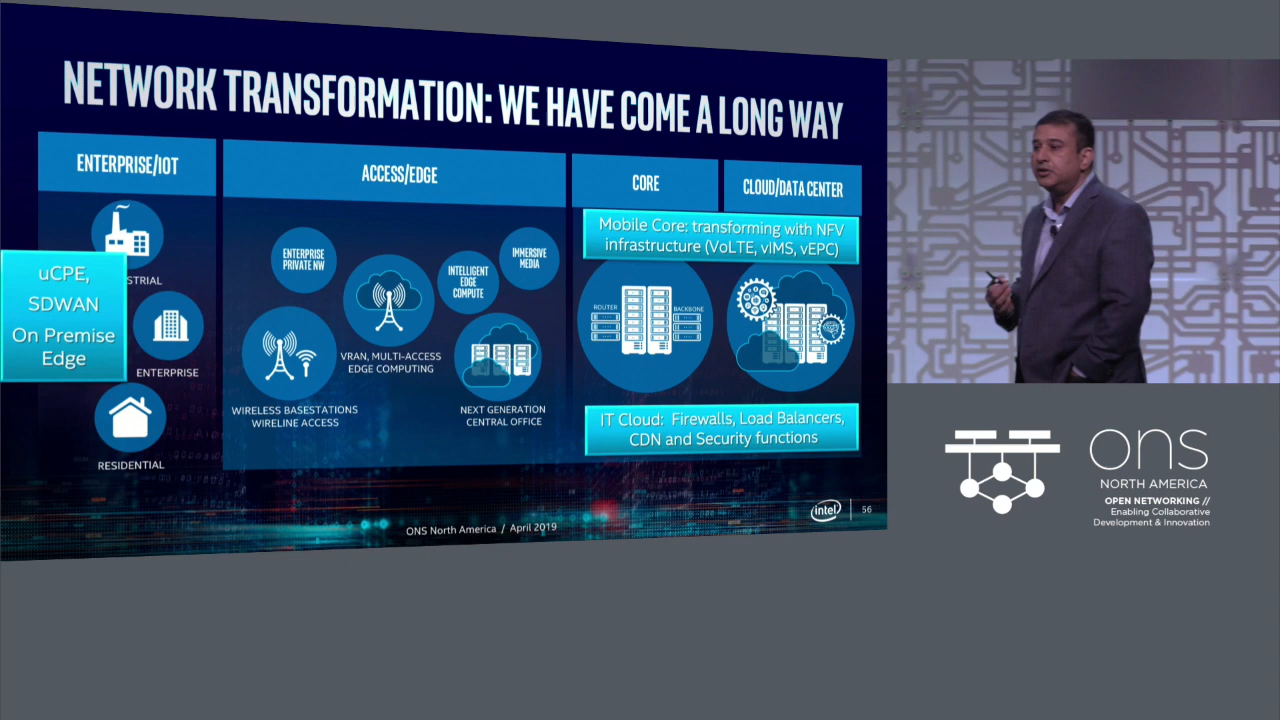 NETWORK TRANSFORMATION: WE HAVE COME A LONG WAY
ENTERPRISE/IOT
ACCESS/EDGE
CORE
CLOUD/DATA CENTER
uCPE,
SDWAN
On Premise
Edge
STRIAL
ENTERPRISE
RESIDENTIAL
ENTERPRISE
PRIVATE NW
INTELLIGENT
EDGE
COMPUTE
IMMERSIVE
MEDIA
VRAN, MULTI-ACCESS
EDGE COMPUTING
WIRELESS BASESTATIONS
WIRELINE ACCESS
NEXT GENERATION
CENTRAL OFFICE
Mobile Core: transforming with NFV
infrastructure (VoLTE, vIMS, vEPC)
ROUTER
BACKBONE
IT Cloud: Firewalls, Load Balancers,
CDN and Security functions
ONS North America / April 2019
intel
56
ons
NORTH AMERICA
OPEN NETWORKING //
Enabling Collaborative
Development & Innovation